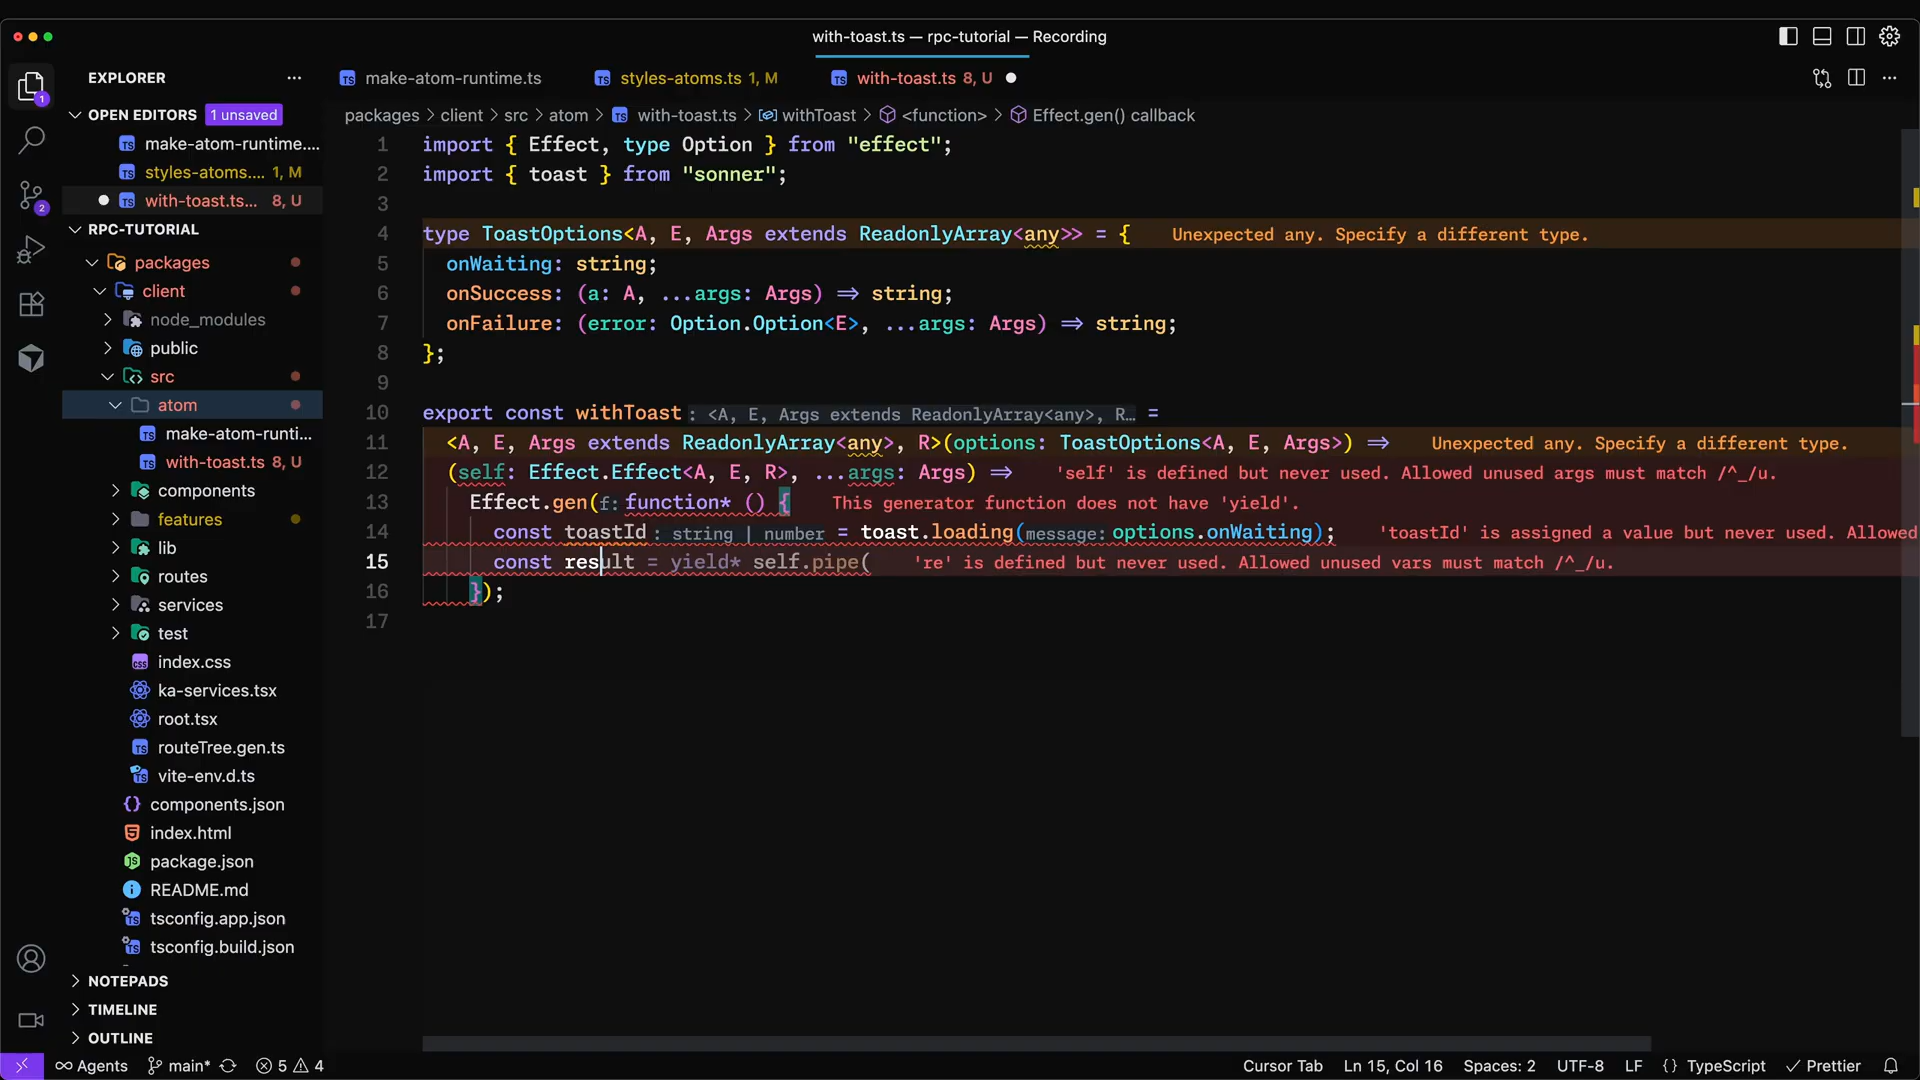 with-toast.ts — rpc-tutorial — Recording
EXPLORER
make-atom-runtime.ts
styles-atoms.ts 1, M
with-toast.ts 8, U
OPEN EDITORS 1 unsaved
make-atom-runtime....
styles-atoms.... 1, M
with-toast.ts... 8, U
RPC-TUTORIAL
packages
client
node_modules
public
src
atom
make-atom-runti...
with-toast.ts 8, U
components
features
lib
routes
services
test
index.css
ka-services.tsx
root.tsx
routeTree.gen.ts
vite-env.d.ts
components.json
index.html
package.json
README.md
tsconfig.app.json
tsconfig.build.json
NOTEPADS
TIMELINE
OUTLINE
packages > client > src > atom > with-toast.ts > withToast > <function> > Effect.gen() callback
1 import { Effect, type Option } from "effect";
2 import { toast } from "sonner";
3
4 type ToastOptions<A, E, Args extends ReadonlyArray<any>> = { Unexpected any. Specify a different type.
5 onWaiting: string;
6 onSuccess: (a: A, ...args: Args) => string;
7 onFailure: (error: Option.Option<E>, ...args: Args) => string;
8 };
9
10 export const withToast: <A, E, Args extends ReadonlyArray<any>, R… =
11 <A, E, Args extends ReadonlyArray<any>, R>(options: ToastOptions<A, E, Args>) => Unexpected any. Specify a different type.
12 (self: Effect.Effect<A, E, R>, ...args: Args) => 'self' is defined but never used. Allowed unused args must match /^_/u.
13 Effect.gen(f: function* () { This generator function does not have 'yield'.
14 const toastId: string | number = toast.loading(message: options.onWaiting); 'toastId' is assigned a value but never used. Allowed
15 const result = yield* self.pipe( 're' is defined but never used. Allowed unused vars must match /^_/u.
16 });
17
1
2
Agents main* 5 4
Cursor Tab Ln 15, Col 16 Spaces: 2 UTF-8 LF {} TypeScript Prettier